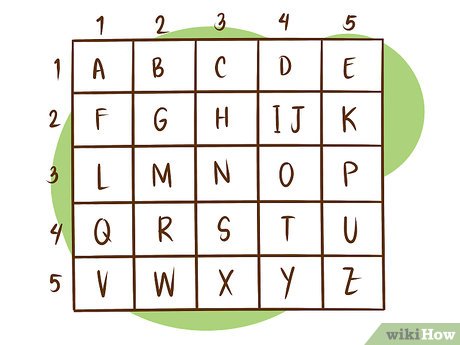 1 2 3 4 5
1 A B C D E
2 F G H IJ K
3 L M N O P
4 Q R S T U
5 V W X Y Z
wikiHow